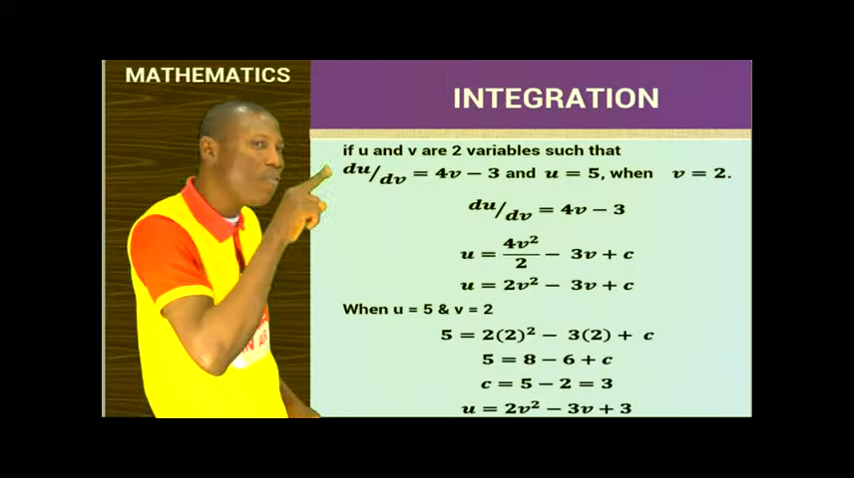 MATHEMATICS
INTEGRATION
if u and v are 2 variables such that
du/dv = 4v − 3 and u = 5, when v = 2.
du/dv = 4v − 3
u = 4v²/2 − 3v + c
u = 2v² − 3v + c
When u = 5 & v = 2
5 = 2(2)² − 3(2) + c
5 = 8 − 6 + c
c = 5 − 2 = 3
u = 2v² − 3v + 3